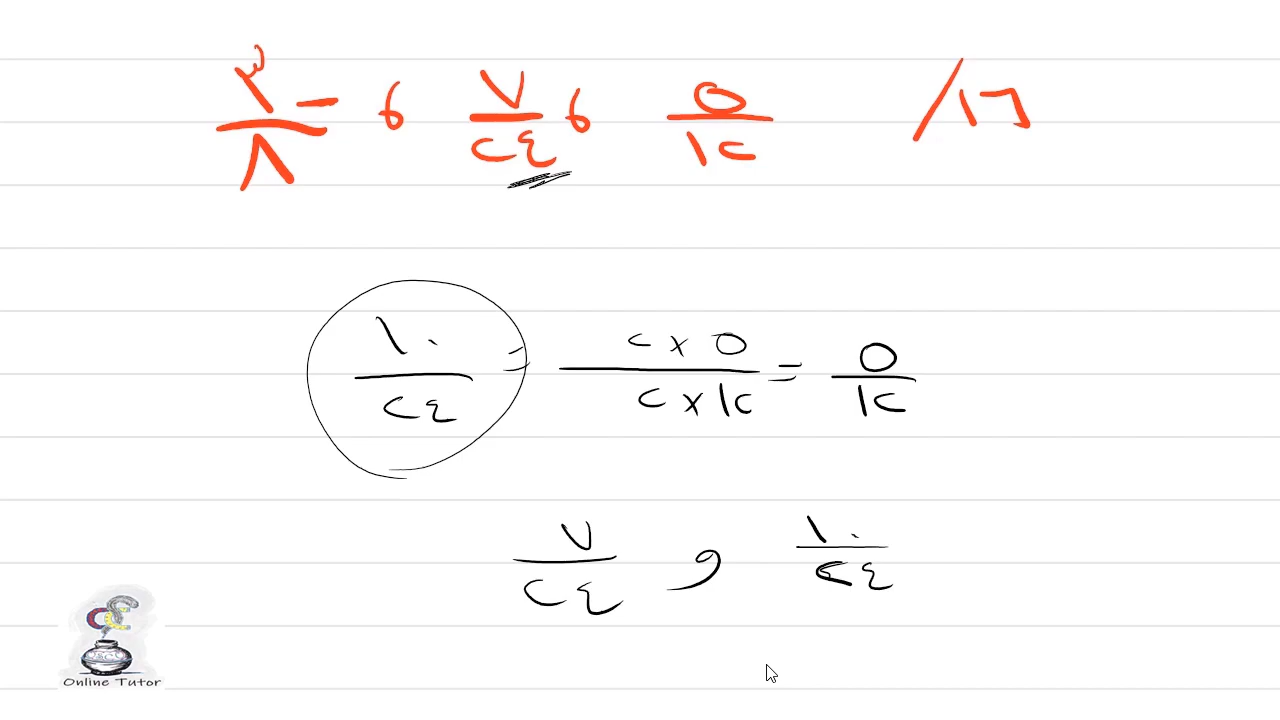 /١٦ ٥/١٢ ، ٧/٢٤ ، - ٣/٨
١٠/٢٤ = (٢ × ٥)/(٢ × ١٢) = ٥/١٢
٧/٢٤ و ١٠/٢٤
Online Tutor